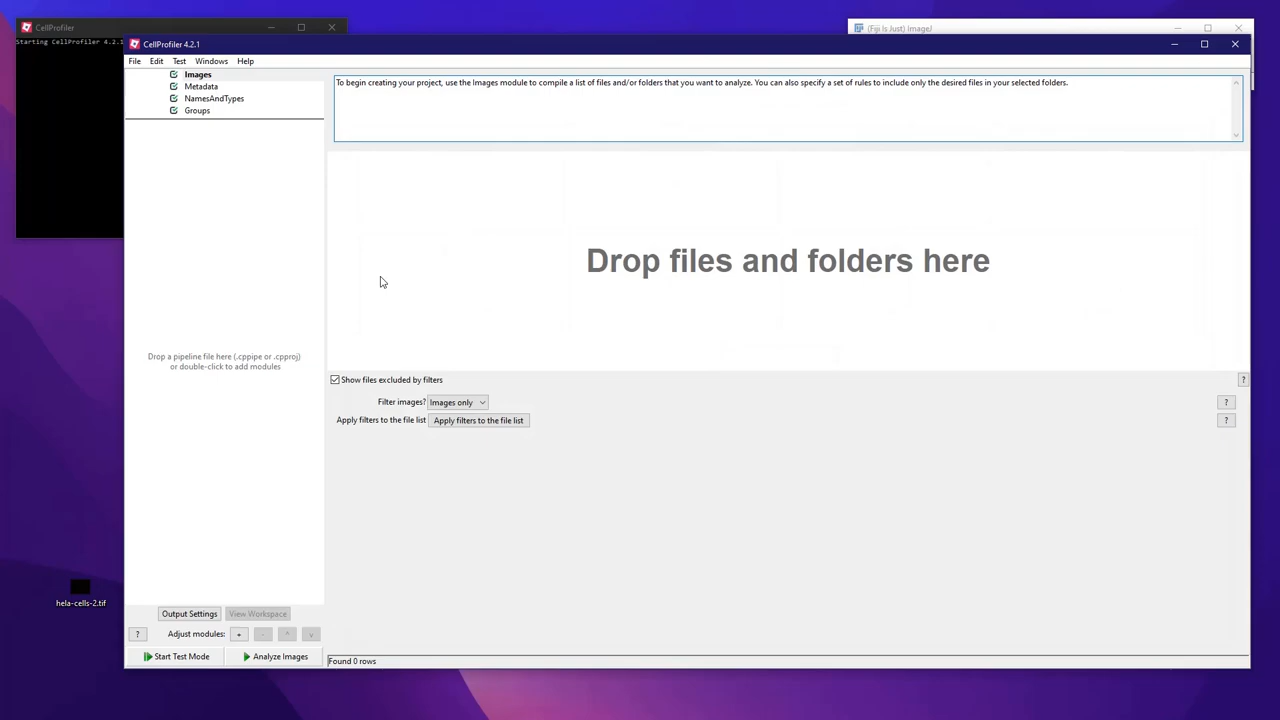 CellProfiler
Starting CellProfiler 4.2.1
(Fiji Is Just) ImageJ
CellProfiler 4.2.1
File Edit Test Windows Help
Images
Metadata
NamesAndTypes
Groups
To begin creating your project, use the Images module to compile a list of files and/or folders that you want to analyze. You can also specify a set of rules to include only the desired files in your selected folders.
Drop files and folders here
Drop a pipeline file here (.cppipe or .cpproj)
or double-click to add modules
Show files excluded by filters ?
Filter images? Images only ?
Apply filters to the file list Apply filters to the file list ?
hela-cells-2.tif
Output Settings View Workspace
? Adjust modules: + - ^ v
Start Test Mode Analyze Images
Found 0 rows